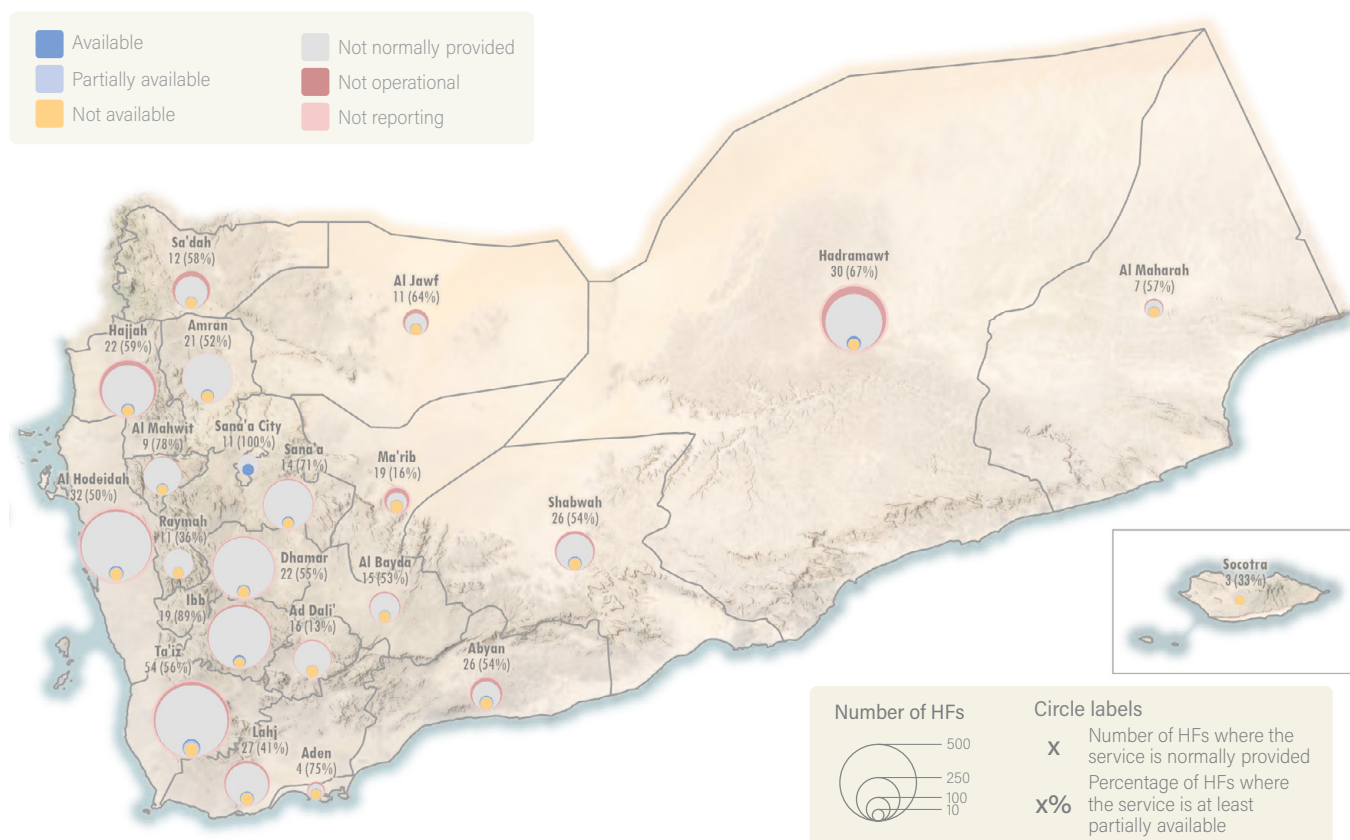 Available
Partially available
Not available
Not normally provided
Not operational
Not reporting
Sa'dah
12 (58%)
Al Jawf
11 (64%)
Hadramawt
30 (67%)
Al Maharah
7 (57%)
Hajjah
22 (59%)
Amran
21 (52%)
Al Mahwit
9 (78%)
Sana'a City
11 (100%)
Sana'a
14 (71%)
Ma'rib
19 (16%)
Al Hodeidah
32 (50%)
Shabwah
26 (54%)
Raymah
11 (36%)
Dhamar
22 (55%)
Al Bayda
15 (53%)
Socotra
3 (33%)
Ibb
19 (89%)
Ad Dali'
16 (13%)
Ta'iz
54 (56%)
Abyan
26 (54%)
Lahj
27 (41%)
Aden
4 (75%)
Number of HFs
500
250
100
10
Circle labels
x Number of HFs where the
service is normally provided
x% Percentage of HFs where
the service is at least
partially available